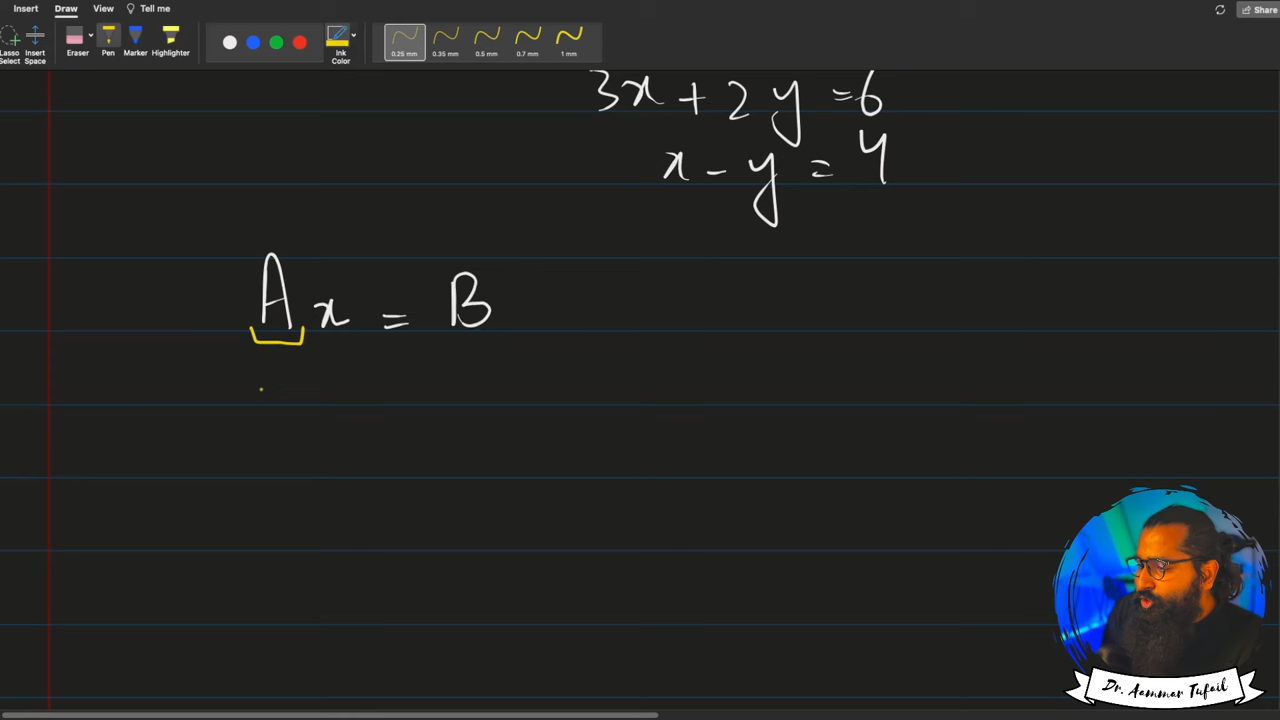 Insert Draw View Tell me Share
Lasso Select Insert Space Eraser Pen Marker Highlighter Ink Color 0.25 mm 0.35 mm 0.5 mm 0.7 mm 1 mm
3x + 2y = 6
x - y = 4
Ax = B
Dr. Aammar Tufail